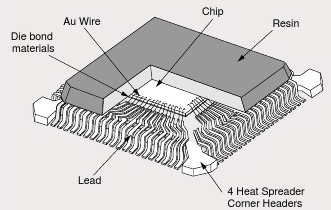 Chip
Au Wire
Resin
Die bond
materials
Lead
4 Heat Spreader
Corner Headers